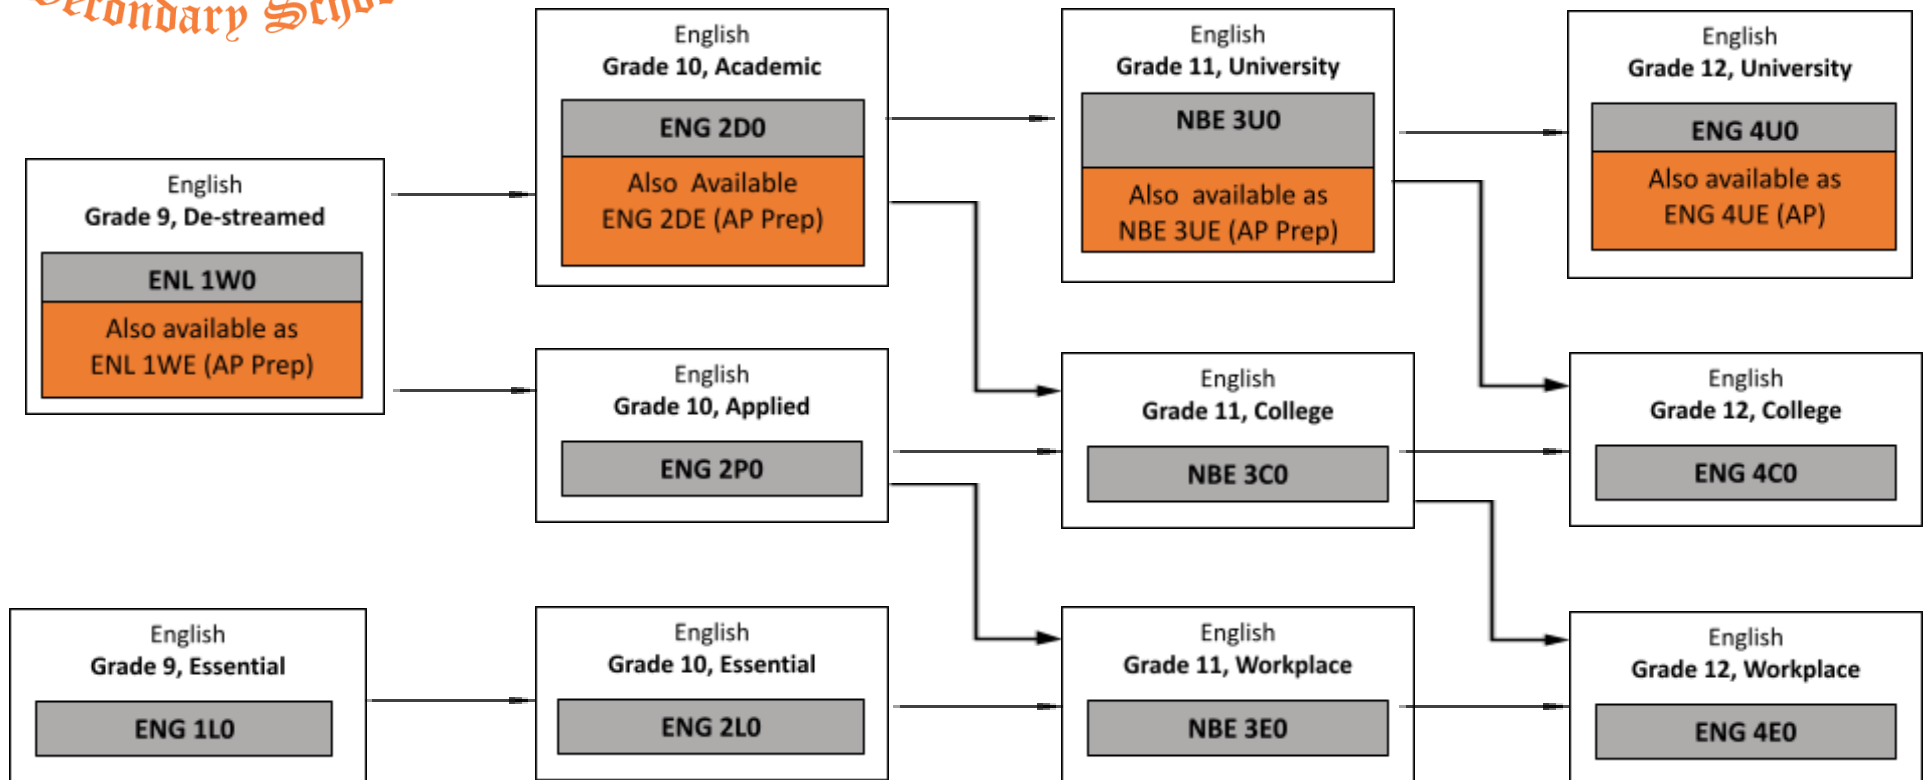 Secondary
English
Grade 9, De-streamed
ENL 1W0
Also available as
ENL 1WE (AP Prep)
English
Grade 9, Essential
ENG 1L0
English
Grade 10, Academic
ENG 2D0
Also Available
ENG 2DE (AP Prep)
English
Grade 10, Applied
ENG 2P0
English
Grade 10, Essential
ENG 2L0
English
Grade 11, University
NBE 3U0
Also available as
NBE 3UE (AP Prep)
English
Grade 11, College
NBE 3C0
English
Grade 11, Workplace
NBE 3E0
English
Grade 12, University
ENG 4U0
Also available as
ENG 4UE (AP)
English
Grade 12, College
ENG 4C0
English
Grade 12, Workplace
ENG 4E0